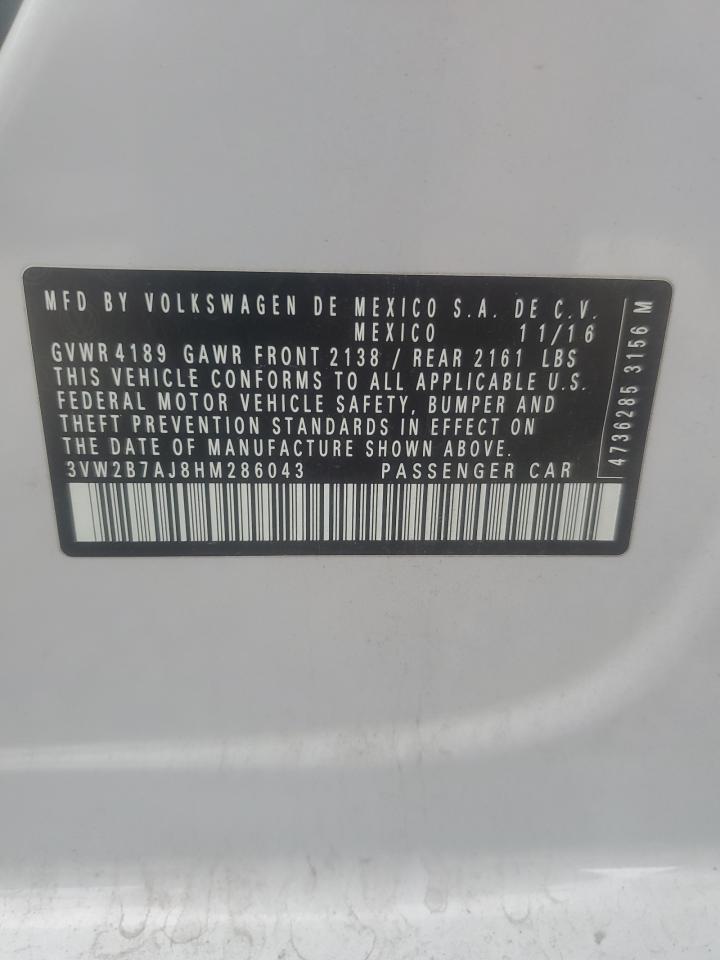 MFD BY VOLKSWAGEN DE MEXICO S.A. DE C.V.
MEXICO 11/16
GVWR 4189 GAWR FRONT 2138 / REAR 2161 LBS
THIS VEHICLE CONFORMS TO ALL APPLICABLE U.S.
FEDERAL MOTOR VEHICLE SAFETY, BUMPER AND
THEFT PREVENTION STANDARDS IN EFFECT ON
THE DATE OF MANUFACTURE SHOWN ABOVE.
3VW2B7AJ8HM286043 PASSENGER CAR
4736285 3156 M